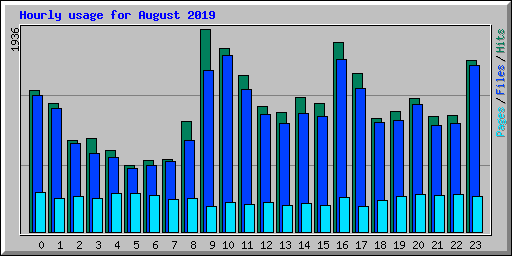 Hourly usage for August 2019
1936
Pages/Files/Hits
0 1 2 3 4 5 6 7 8 9 10 11 12 13 14 15 16 17 18 19 20 21 22 23